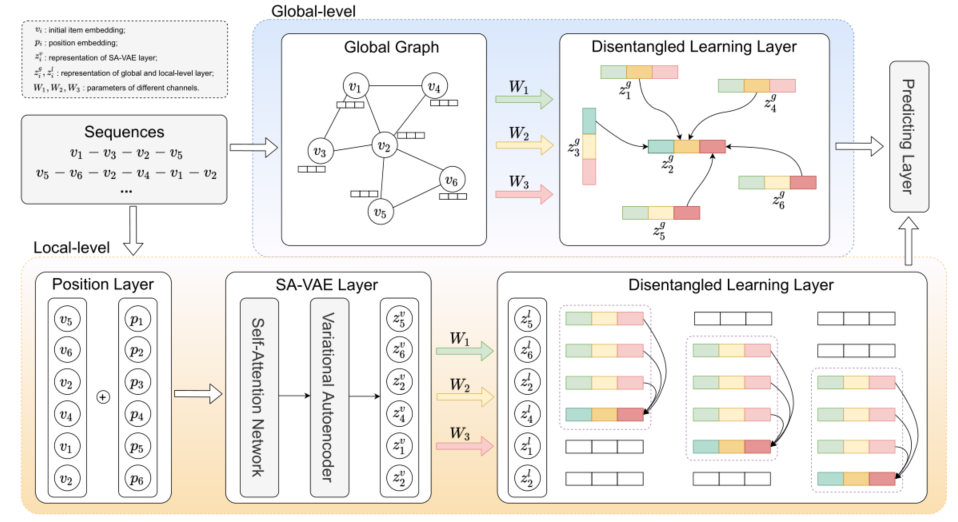 Global-level
v_i : initial item embedding;
p_i : position embedding;
z_i^v : representation of SA-VAE layer;
z_i^g, z_i^l : representation of global and local-level layer;
W_1, W_2, W_3 : parameters of different channels.
Sequences
v_1 − v_3 − v_2 − v_5
v_5 − v_6 − v_2 − v_4 − v_1 − v_2
...
Global Graph
v_1
v_4
v_3
v_2
v_6
v_5
W_1
W_2
W_3
Disentangled Learning Layer
z_1^g
z_4^g
z_3^g
z_2^g
z_6^g
z_5^g
Predicting Layer
Local-level
Position Layer
v_5 p_1
v_6 p_2
v_2 + p_3
v_4 p_4
v_1 p_5
v_2 p_6
SA-VAE Layer
Self-Attention Network
Variational Autoencoder
z_5^v
z_6^v
z_2^v
z_4^v
z_1^v
z_2^v
W_1
W_2
W_3
Disentangled Learning Layer
z_5^l
z_6^l
z_2^l
z_4^l
z_1^l
z_2^l